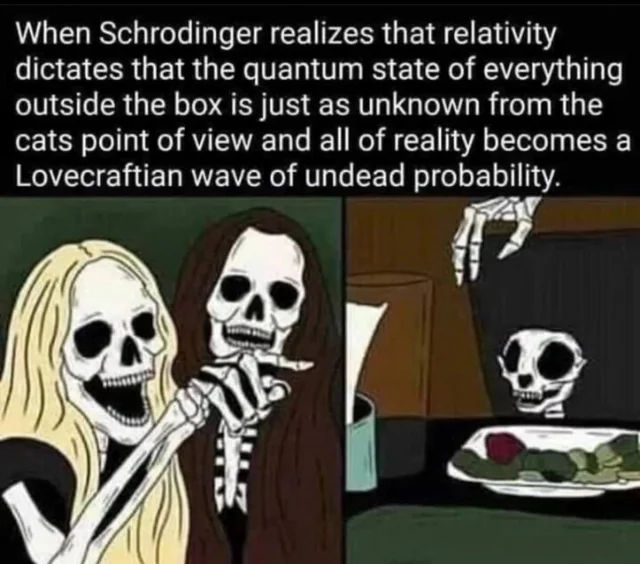 When Schrodinger realizes that relativity
dictates that the quantum state of everything
outside the box is just as unknown from the
cats point of view and all of reality becomes a
Lovecraftian wave of undead probability.